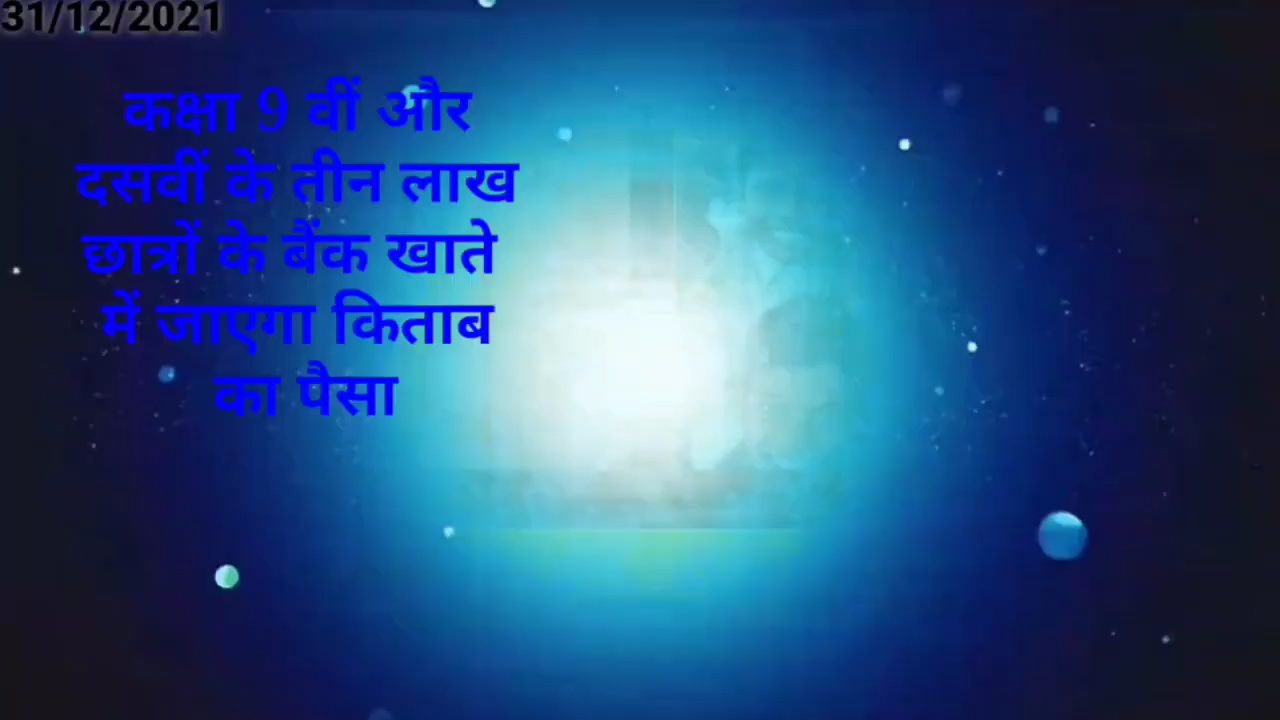 31/12/2021
कक्षा 9 वीं और
दसवीं के तीन लाख
छात्रों के बैंक खाते
में जाएगा किताब
का पैसा